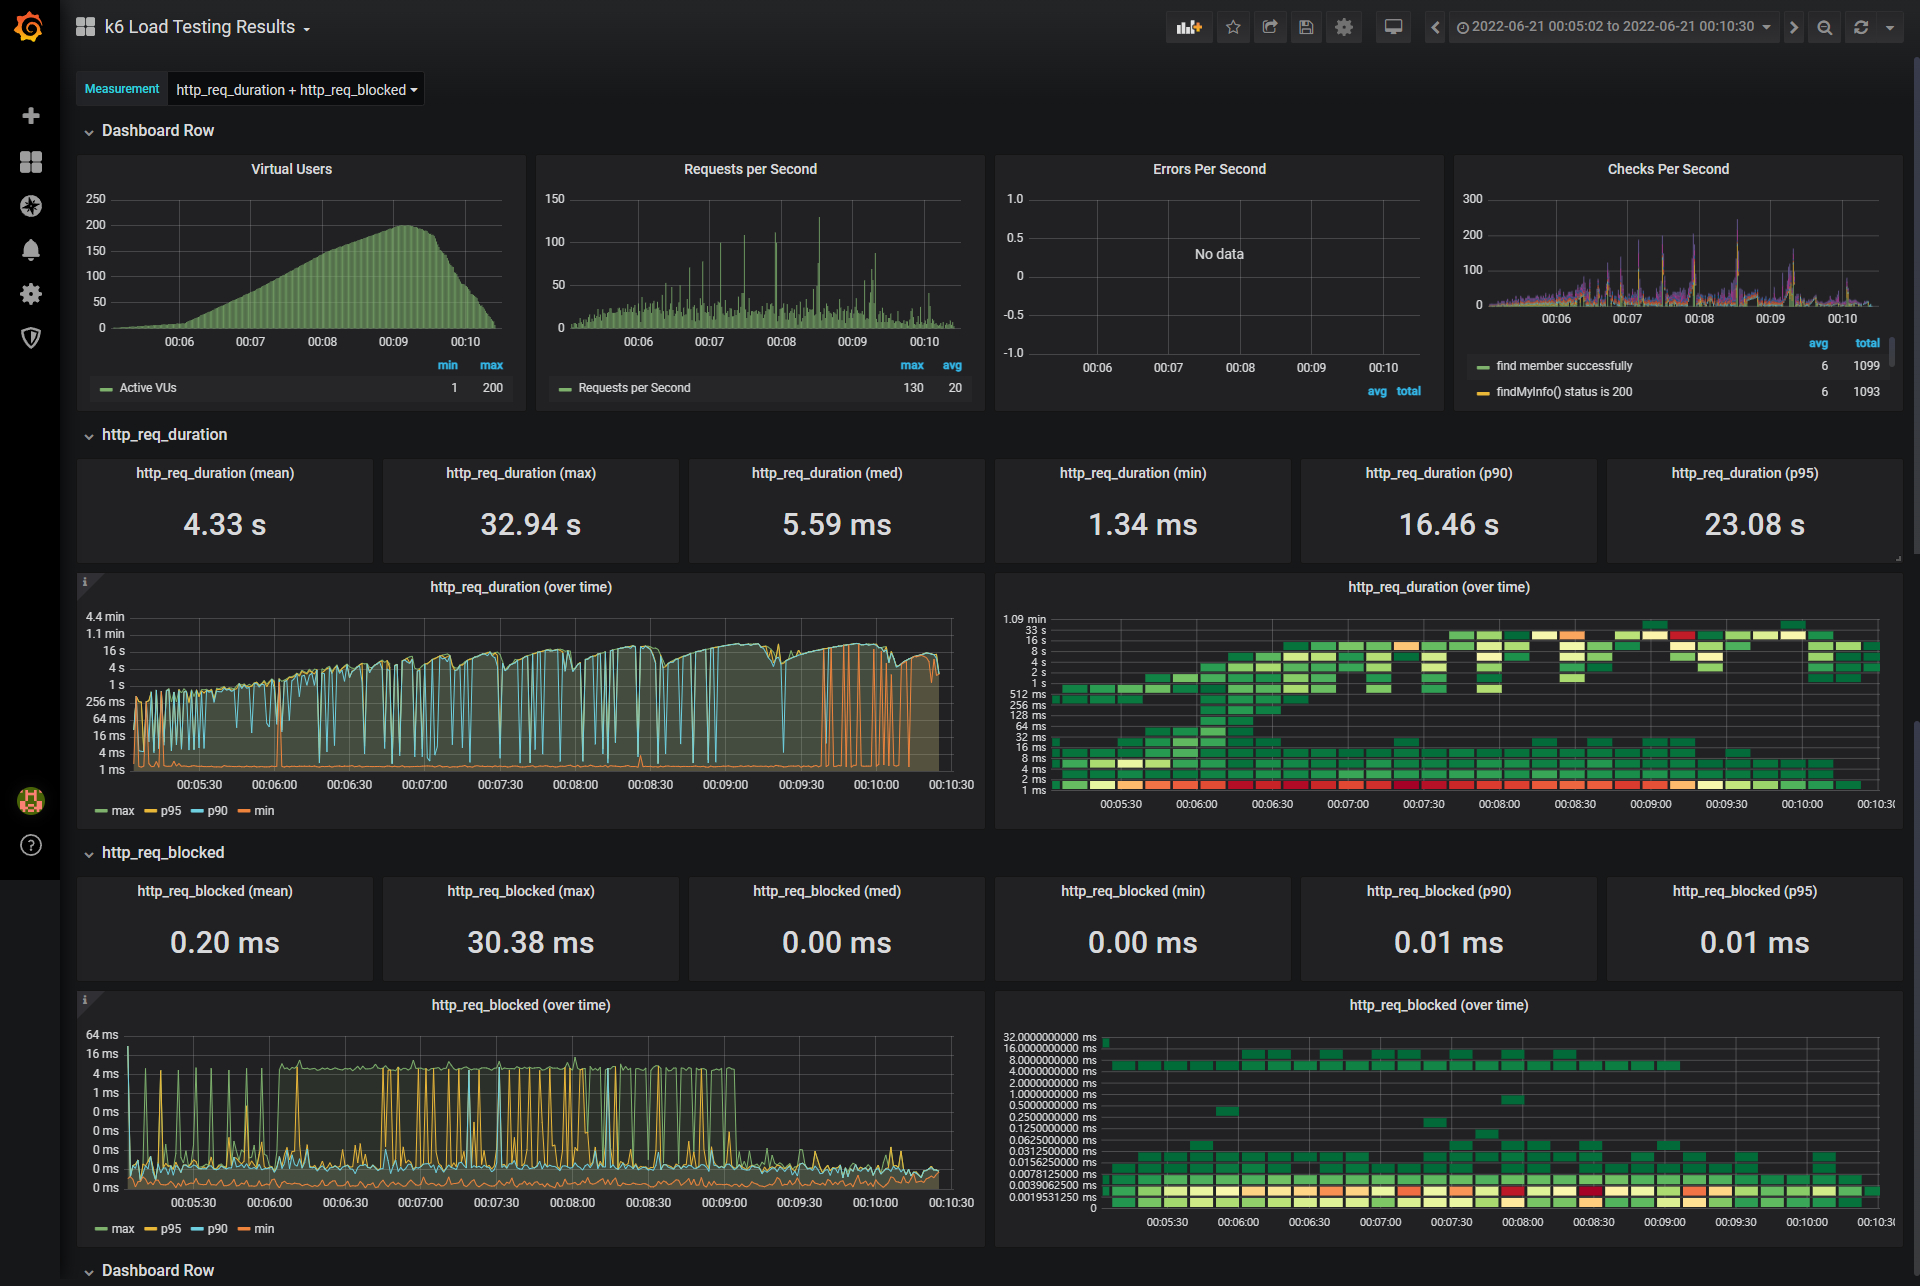 k6 Load Testing Results
2022-06-21 00:05:02 to 2022-06-21 00:10:30
Measurement http_req_duration + http_req_blocked
Dashboard Row
Virtual Users
250
200
150
100
50
0
00:06 00:07 00:08 00:09 00:10
min max
Active VUs 1 200
Requests per Second
150
100
50
0
00:06 00:07 00:08 00:09 00:10
max avg
Requests per Second 130 20
Errors Per Second
1.0
0.5
0
-0.5
-1.0
No data
00:06 00:07 00:08 00:09 00:10
avg total
Checks Per Second
300
200
100
0
00:06 00:07 00:08 00:09 00:10
avg total
find member successfully 6 1099
findMyInfo() status is 200 6 1093
http_req_duration
http_req_duration (mean)
4.33 s
http_req_duration (max)
32.94 s
http_req_duration (med)
5.59 ms
http_req_duration (min)
1.34 ms
http_req_duration (p90)
16.46 s
http_req_duration (p95)
23.08 s
http_req_duration (over time)
4.4 min
1.1 min
16 s
4 s
1 s
256 ms
64 ms
16 ms
4 ms
1 ms
00:05:30 00:06:00 00:06:30 00:07:00 00:07:30 00:08:00 00:08:30 00:09:00 00:09:30 00:10:00 00:10:30
max p95 p90 min
http_req_duration (over time)
1.09 min
33 s
16 s
8 s
4 s
2 s
1 s
512 ms
256 ms
128 ms
64 ms
32 ms
16 ms
8 ms
4 ms
2 ms
1 ms
00:05:30 00:06:00 00:06:30 00:07:00 00:07:30 00:08:00 00:08:30 00:09:00 00:09:30 00:10:00 00:10:30
http_req_blocked
http_req_blocked (mean)
0.20 ms
http_req_blocked (max)
30.38 ms
http_req_blocked (med)
0.00 ms
http_req_blocked (min)
0.00 ms
http_req_blocked (p90)
0.01 ms
http_req_blocked (p95)
0.01 ms
http_req_blocked (over time)
64 ms
16 ms
4 ms
1 ms
0 ms
0 ms
0 ms
0 ms
0 ms
00:05:30 00:06:00 00:06:30 00:07:00 00:07:30 00:08:00 00:08:30 00:09:00 00:09:30 00:10:00 00:10:30
max p95 p90 min
http_req_blocked (over time)
32.0000000000 ms
16.0000000000 ms
8.0000000000 ms
4.0000000000 ms
2.0000000000 ms
1.0000000000 ms
0.5000000000 ms
0.2500000000 ms
0.1250000000 ms
0.0625000000 ms
0.0312500000 ms
0.0156250000 ms
0.0078125000 ms
0.0039062500 ms
0.0019531250 ms
0
00:05:30 00:06:00 00:06:30 00:07:00 00:07:30 00:08:00 00:08:30 00:09:00 00:09:30 00:10:00 00:10:30
Dashboard Row